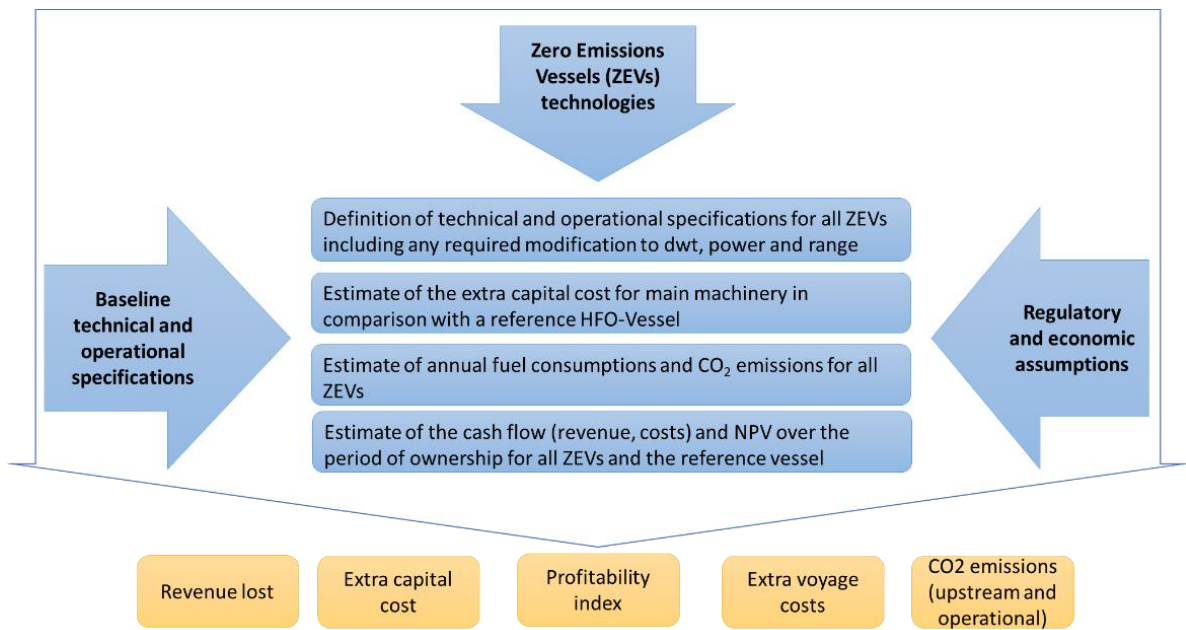 Zero Emissions
Vessels (ZEVs)
technologies
Definition of technical and operational specifications for all ZEVs
including any required modification to dwt, power and range
Baseline
technical and
operational
specifications
Estimate of the extra capital cost for main machinery in
comparison with a reference HFO-Vessel
Regulatory
and economic
assumptions
Estimate of annual fuel consumptions and CO₂ emissions for all
ZEVs
Estimate of the cash flow (revenue, costs) and NPV over the
period of ownership for all ZEVs and the reference vessel
Revenue lost
Extra capital
cost
Profitability
index
Extra voyage
costs
CO2 emissions
(upstream and
operational)